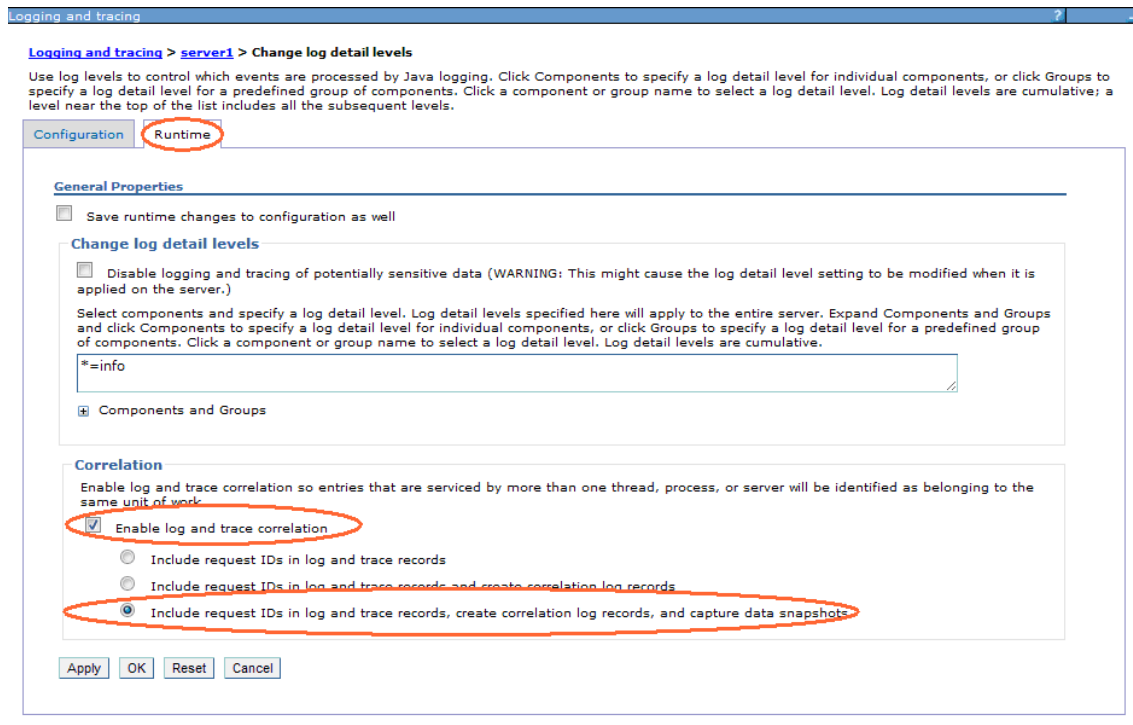 Logging and tracing ? -
Logging and tracing > server1 > Change log detail levels
Use log levels to control which events are processed by Java logging. Click Components to specify a log detail level for individual components, or click Groups to
specify a log detail level for a predefined group of components. Click a component or group name to select a log detail level. Log detail levels are cumulative; a
level near the top of the list includes all the subsequent levels.
Configuration Runtime
General Properties
Save runtime changes to configuration as well
Change log detail levels
Disable logging and tracing of potentially sensitive data (WARNING: This might cause the log detail level setting to be modified when it is
applied on the server.)
Select components and specify a log detail level. Log detail levels specified here will apply to the entire server. Expand Components and Groups
and click Components to specify a log detail level for individual components, or click Groups to specify a log detail level for a predefined group
of components. Click a component or group name to select a log detail level. Log detail levels are cumulative.
*=info
Components and Groups
Correlation
Enable log and trace correlation so entries that are serviced by more than one thread, process, or server will be identified as belonging to the
same unit of work.
Enable log and trace correlation
Include request IDs in log and trace records
Include request IDs in log and trace records and create correlation log records
Include request IDs in log and trace records, create correlation log records, and capture data snapshots
Apply OK Reset Cancel